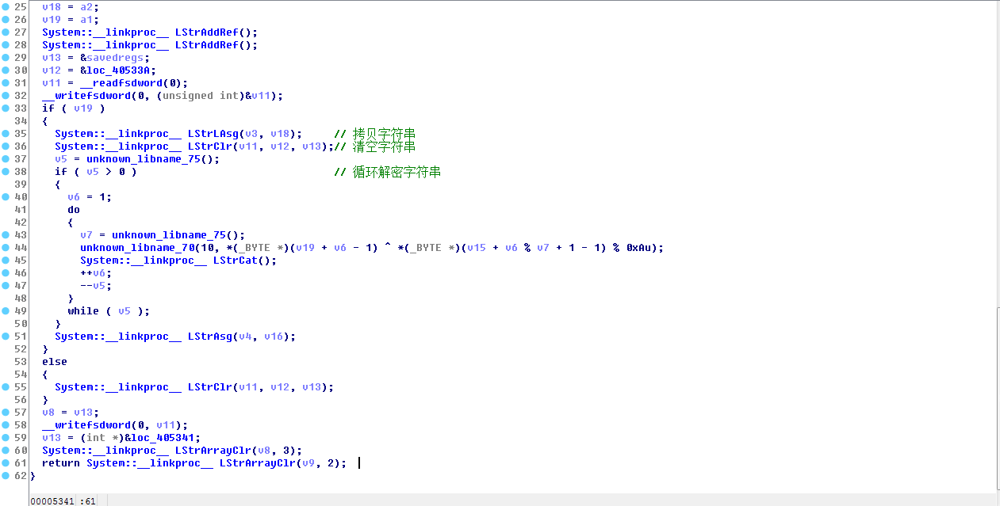 25 v18 = a2;
26 v19 = a1;
27 System::__linkproc__ LStrAddRef();
28 System::__linkproc__ LStrAddRef();
29 v13 = &savedregs;
30 v12 = &loc_40533A;
31 v11 = __readfsdword(0);
32 __writefsdword(0, (unsigned int)&v11);
33 if ( v19 )
34 {
35 System::__linkproc__ LStrLAsg(v3, v18); // 拷贝字符串
36 System::__linkproc__ LStrClr(v11, v12, v13);// 清空字符串
37 v5 = unknown_libname_75();
38 if ( v5 > 0 ) // 循环解密字符串
39 {
40 v6 = 1;
41 do
42 {
43 v7 = unknown_libname_75();
44 unknown_libname_70(10, *(_BYTE *)(v19 + v6 - 1) ^ *(_BYTE *)(v15 + v6 % v7 + 1 - 1) % 0xAu);
45 System::__linkproc__ LStrCat();
46 ++v6;
47 --v5;
48 }
49 while ( v5 );
50 }
51 System::__linkproc__ LStrAsg(v4, v16);
52 }
53 else
54 {
55 System::__linkproc__ LStrClr(v11, v12, v13);
56 }
57 v8 = v13;
58 __writefsdword(0, v11);
59 v13 = (int *)&loc_405341;
60 System::__linkproc__ LStrArrayClr(v8, 3);
61 return System::__linkproc__ LStrArrayClr(v9, 2);
62 }
00005341 :61